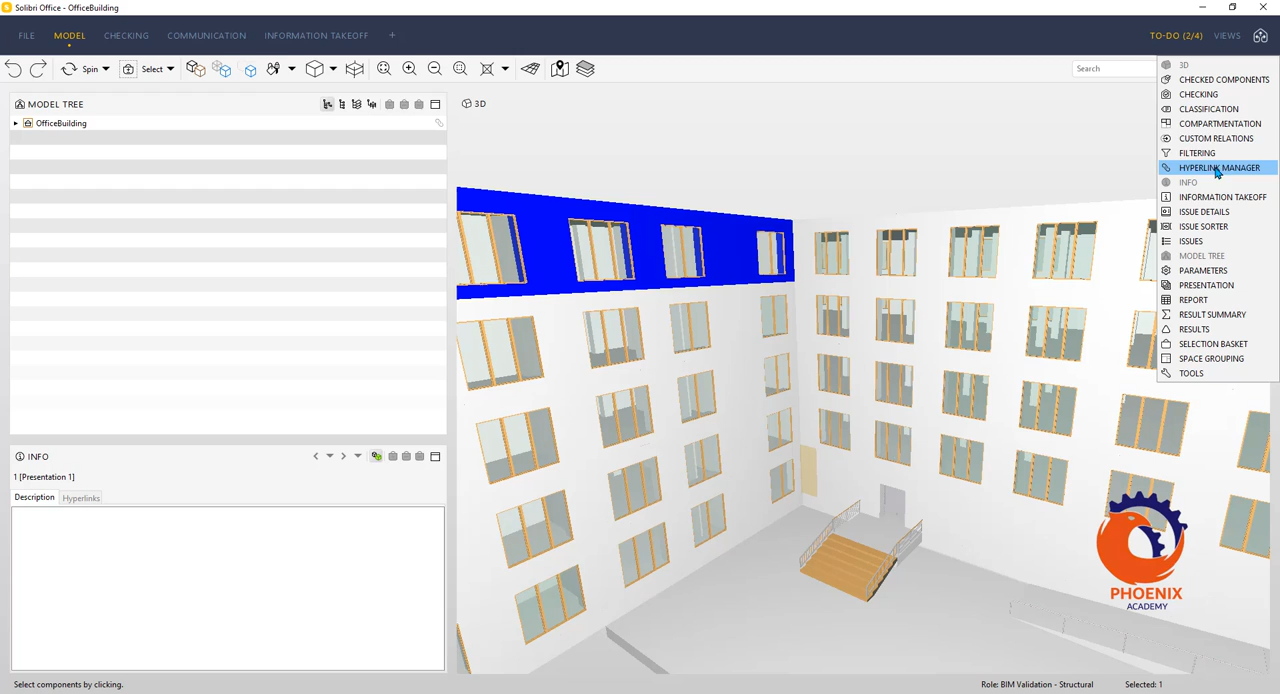 Solibri Office - OfficeBuilding
FILE MODEL CHECKING COMMUNICATION INFORMATION TAKEOFF + TO-DO (2/4) VIEWS
Spin Select Search
MODEL TREE
OfficeBuilding
3D
3D
CHECKED COMPONENTS
CHECKING
CLASSIFICATION
COMPARTMENTATION
CUSTOM RELATIONS
FILTERING
HYPERLINK MANAGER
INFO
INFORMATION TAKEOFF
ISSUE DETAILS
ISSUE SORTER
ISSUES
MODEL TREE
PARAMETERS
PRESENTATION
REPORT
RESULT SUMMARY
RESULTS
SELECTION BASKET
SPACE GROUPING
TOOLS
INFO
1 [Presentation 1]
Description Hyperlinks
PHOENIX
ACADEMY
Select components by clicking. Role: BIM Validation - Structural Selected: 1